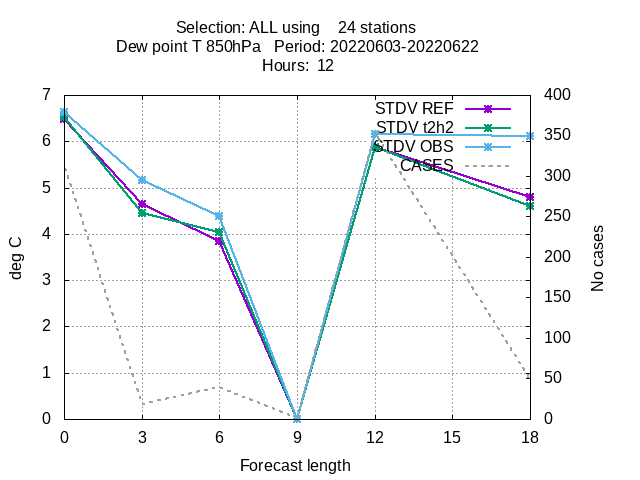 Selection: ALL using    24 stations
Dew point T 850hPa   Period: 20220603-20220622
Hours:  12
STDV REF
STDV t2h2
STDV OBS
CASES
7
6
5
4
3
2
1
0
deg C
400
350
300
250
200
150
100
50
0
No cases
0 3 6 9 12 15 18
Forecast length